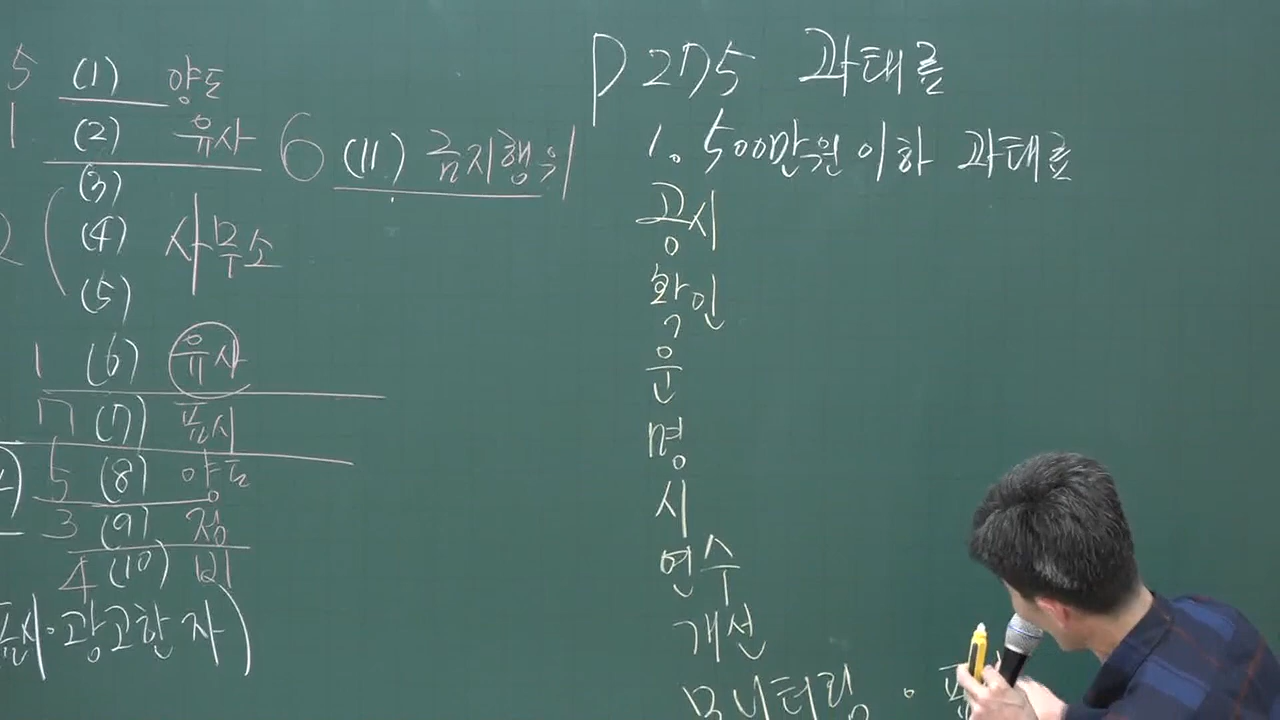 5 (1) 양도
1 (2) 유사
(3)
2 (4) 사무소
(5)
1 (6) 유사
7 (7) 표시
5 (8) 양도
3 (9) 정
4 (10) 비
표시·광고한 자)
6 (11) 금지행위
P 275 과태료
1. 500만원이하 과태료
공시
확인
운
명
시
연수
개선
모니터링 ·